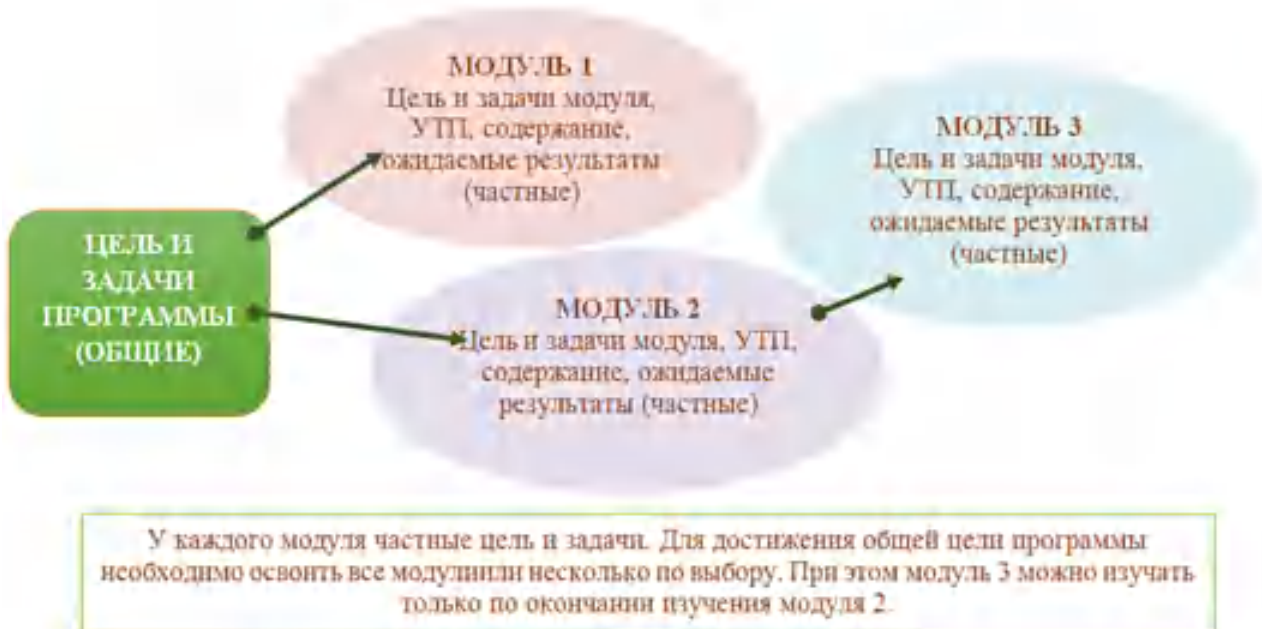 МОДУЛЬ 1
Цель и задачи модуля,
УТП, содержание,
ожидаемые результаты
(частные)
МОДУЛЬ 3
Цель и задачи модуля,
УТП, содержание,
ожидаемые результаты
(частные)
ЦЕЛЬ И
ЗАДАЧИ
ПРОГРАММЫ
(ОБЩИЕ)
МОДУЛЬ 2
Цель и задачи модуля, УТП,
содержание, ожидаемые
результаты (частные)
У каждого модуля частные цель и задачи. Для достижения общей цели программы
необходимо освоить все модулиили несколько по выбору. При этом модуль 3 можно изучать
только по окончании изучения модуля 2.